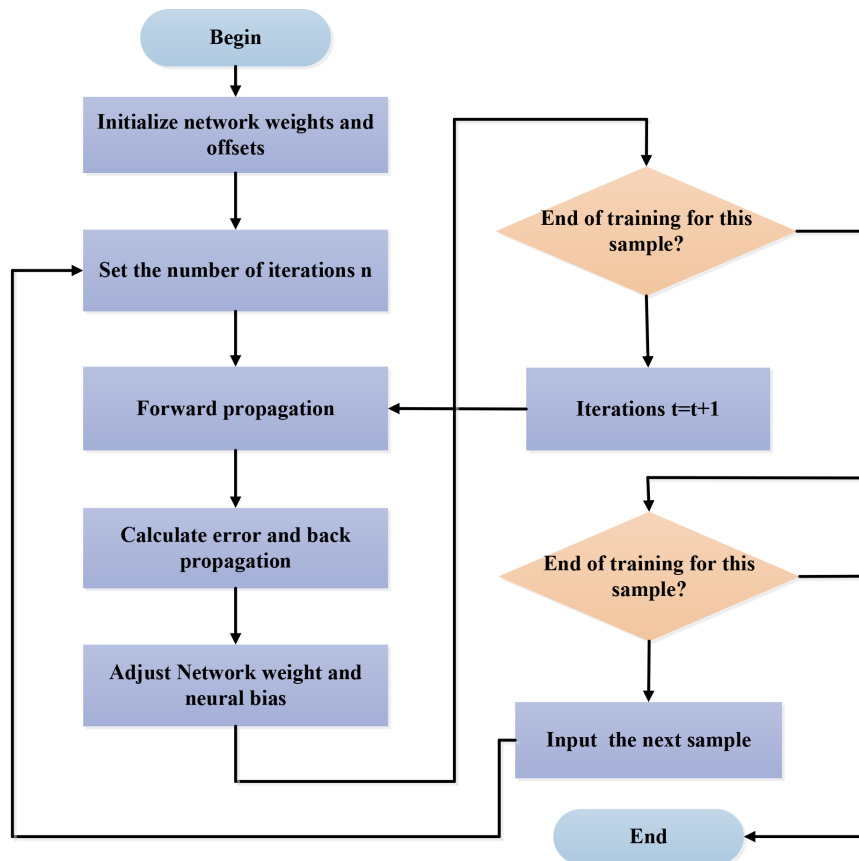 Begin
Initialize network weights and
offsets
Set the number of iterations n
Forward propagation
Calculate error and back
propagation
Adjust Network weight and
neural bias
End of training for this
sample?
Iterations t=t+1
End of training for this
sample?
Input the next sample
End